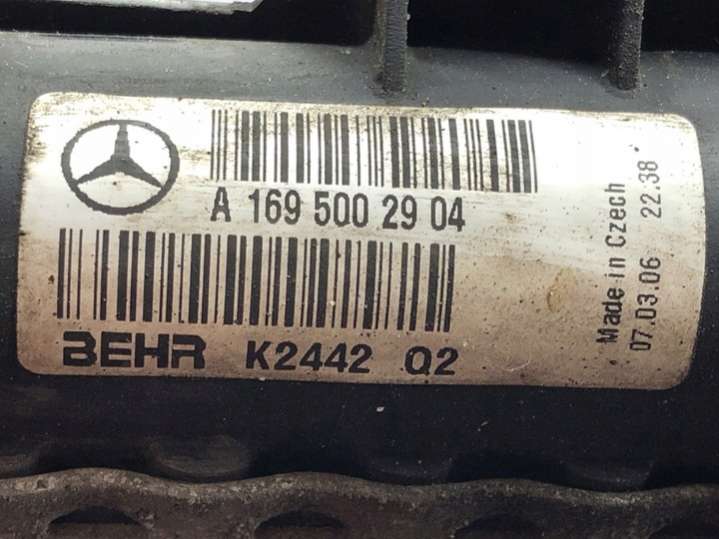 A 169 500 29 04
BEHR K2442 Q2
Made in Czech
07.03.06 22.38